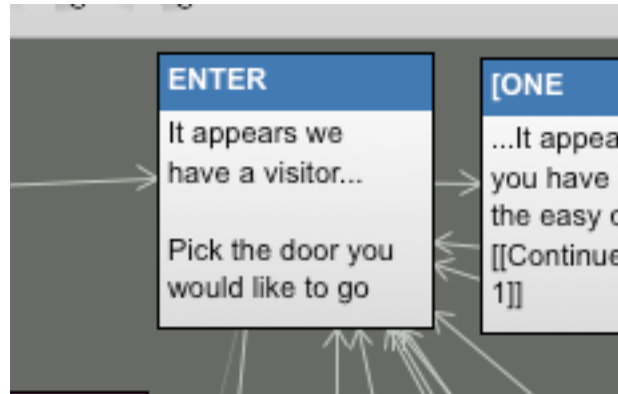 ENTER
It appears we
have a visitor...
Pick the door you
would like to go
[ONE
...It appea
you have
the easy
[[Continue
1]]